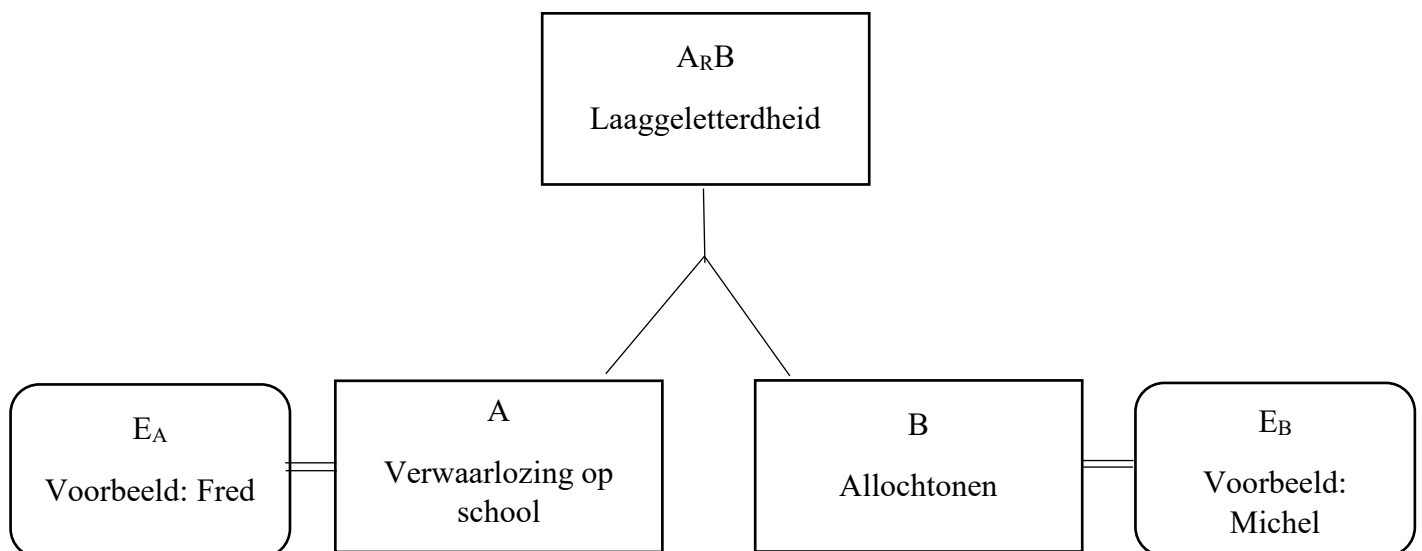 ARB
Laaggeletterdheid
EA
Voorbeeld: Fred
A
Verwaarlozing op
school
B
Allochtonen
EB
Voorbeeld:
Michel